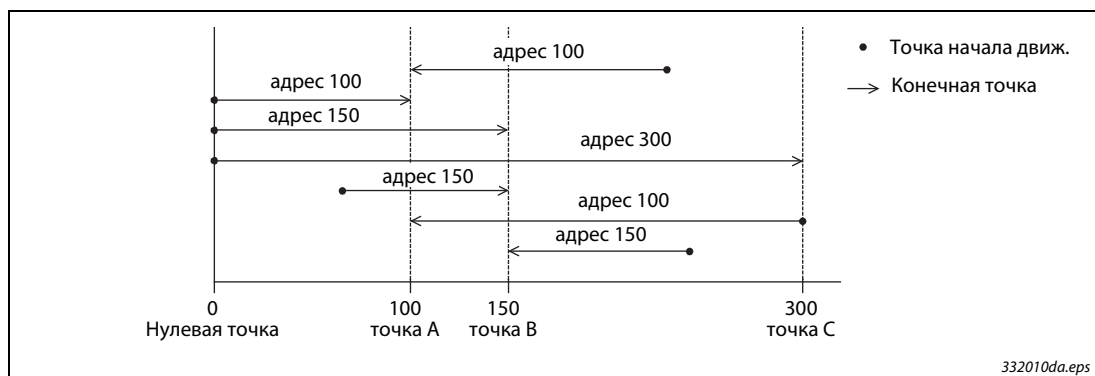 адрес 100
Точка начала движ.
адрес 100
Конечная точка
адрес 150
адрес 300
адрес 150
адрес 100
адрес 150
0 100 150 300
Нулевая точка точка A точка B точка C
332010da.eps